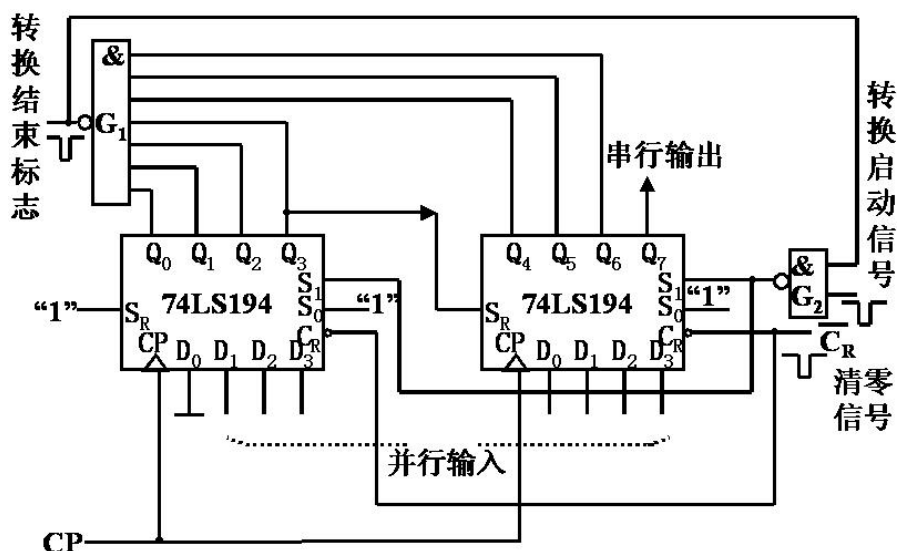 转换结束标志
&
G1
串行输出
转换启动信号
Q0 Q1 Q2 Q3
Q4 Q5 Q6 Q7
&
G2
“1”
SR
74LS194
S1
S0
“1”
CR
CP
D0 D1 D2 D3
SR
74LS194
S1
S0
“1”
CR
CP
D0 D1 D2 D3
C̅R
清零
信号
并行输入
CP